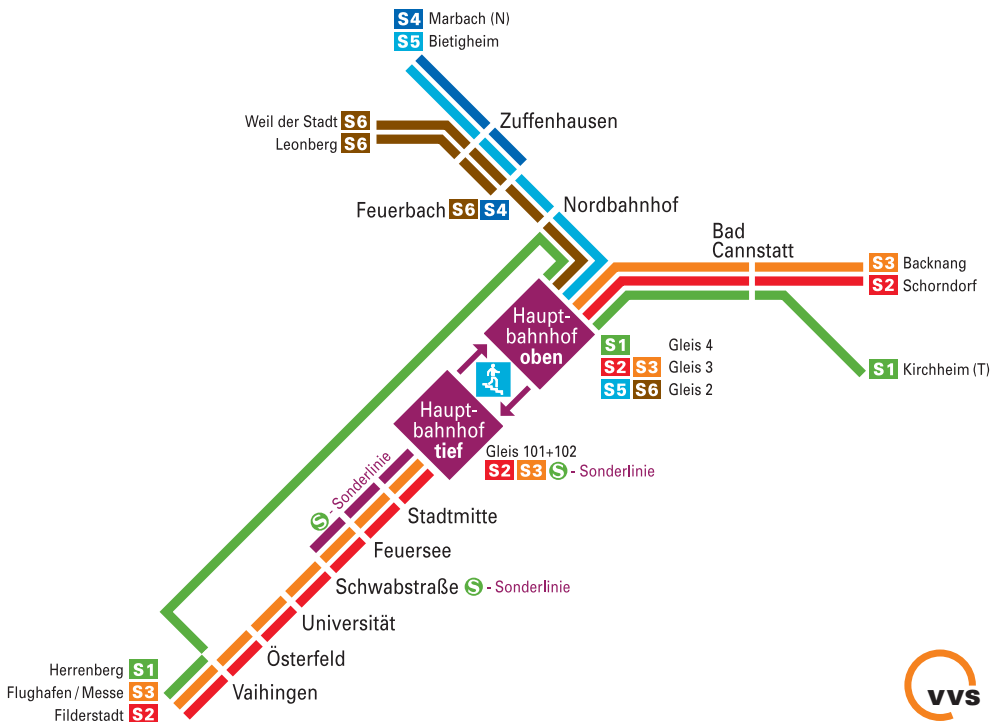 S4 Marbach (N)
S5 Bietigheim
Weil der Stadt S6
Leonberg S6
Zuffenhausen
Feuerbach S6 S4
Nordbahnhof
Bad
Cannstatt
S3 Backnang
S2 Schorndorf
S1 Kirchheim (T)
Haupt-
bahnhof
oben
S1 Gleis 4
S2 S3 Gleis 3
S5 S6 Gleis 2
Haupt-
bahnhof
tief
Gleis 101+102
S2 S3 S - Sonderlinie
S - Sonderlinie
Stadtmitte
Feuersee
Schwabstraße S - Sonderlinie
Universität
Österfeld
Vaihingen
Herrenberg S1
Flughafen / Messe S3
Filderstadt S2
vvs